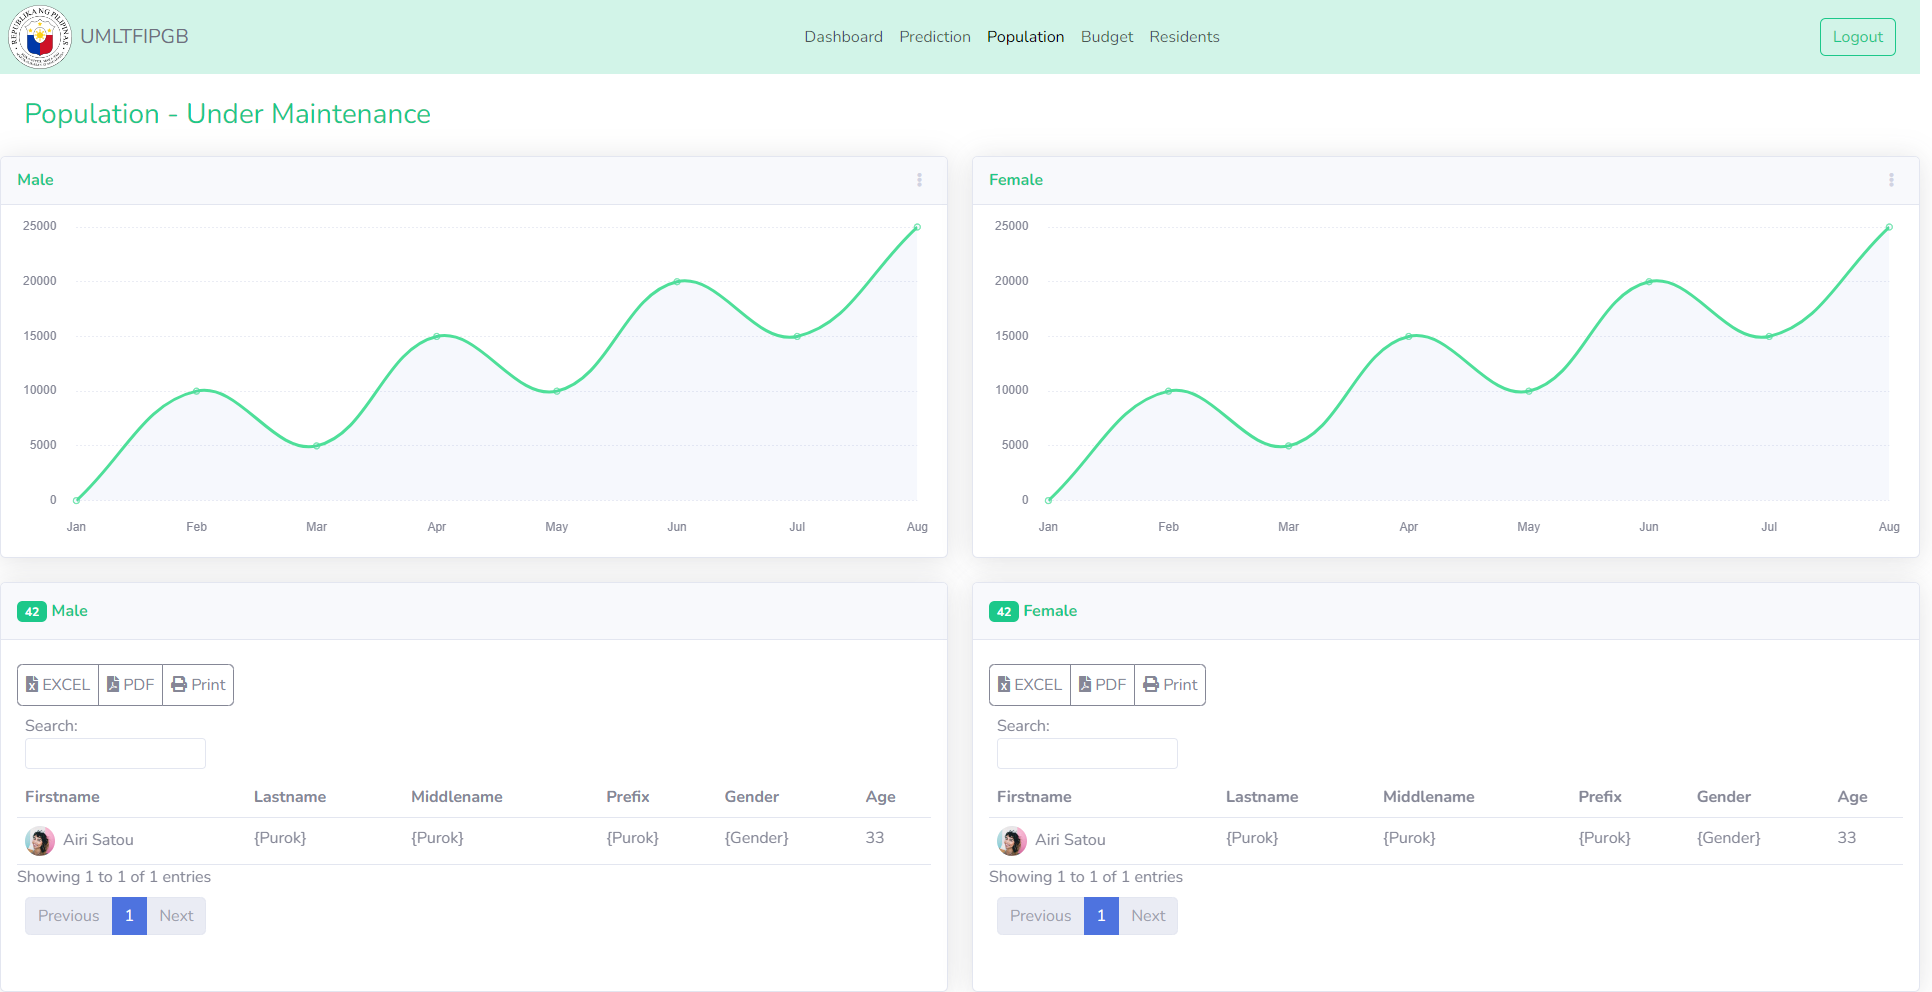 REPUBLIKA NG PILIPINAS
UMLTFIPGB
Dashboard Prediction Population Budget Residents
Logout
Population - Under Maintenance
Male
25000
20000
15000
10000
5000
0
Jan Feb Mar Apr May Jun Jul Aug
Female
25000
20000
15000
10000
5000
0
Jan Feb Mar Apr May Jun Jul Aug
42 Male
EXCEL PDF Print
Search:
Firstname Lastname Middlename Prefix Gender Age
Airi Satou {Purok} {Purok} {Purok} {Gender} 33
Showing 1 to 1 of 1 entries
Previous 1 Next
42 Female
EXCEL PDF Print
Search:
Firstname Lastname Middlename Prefix Gender Age
Airi Satou {Purok} {Purok} {Purok} {Gender} 33
Showing 1 to 1 of 1 entries
Previous 1 Next